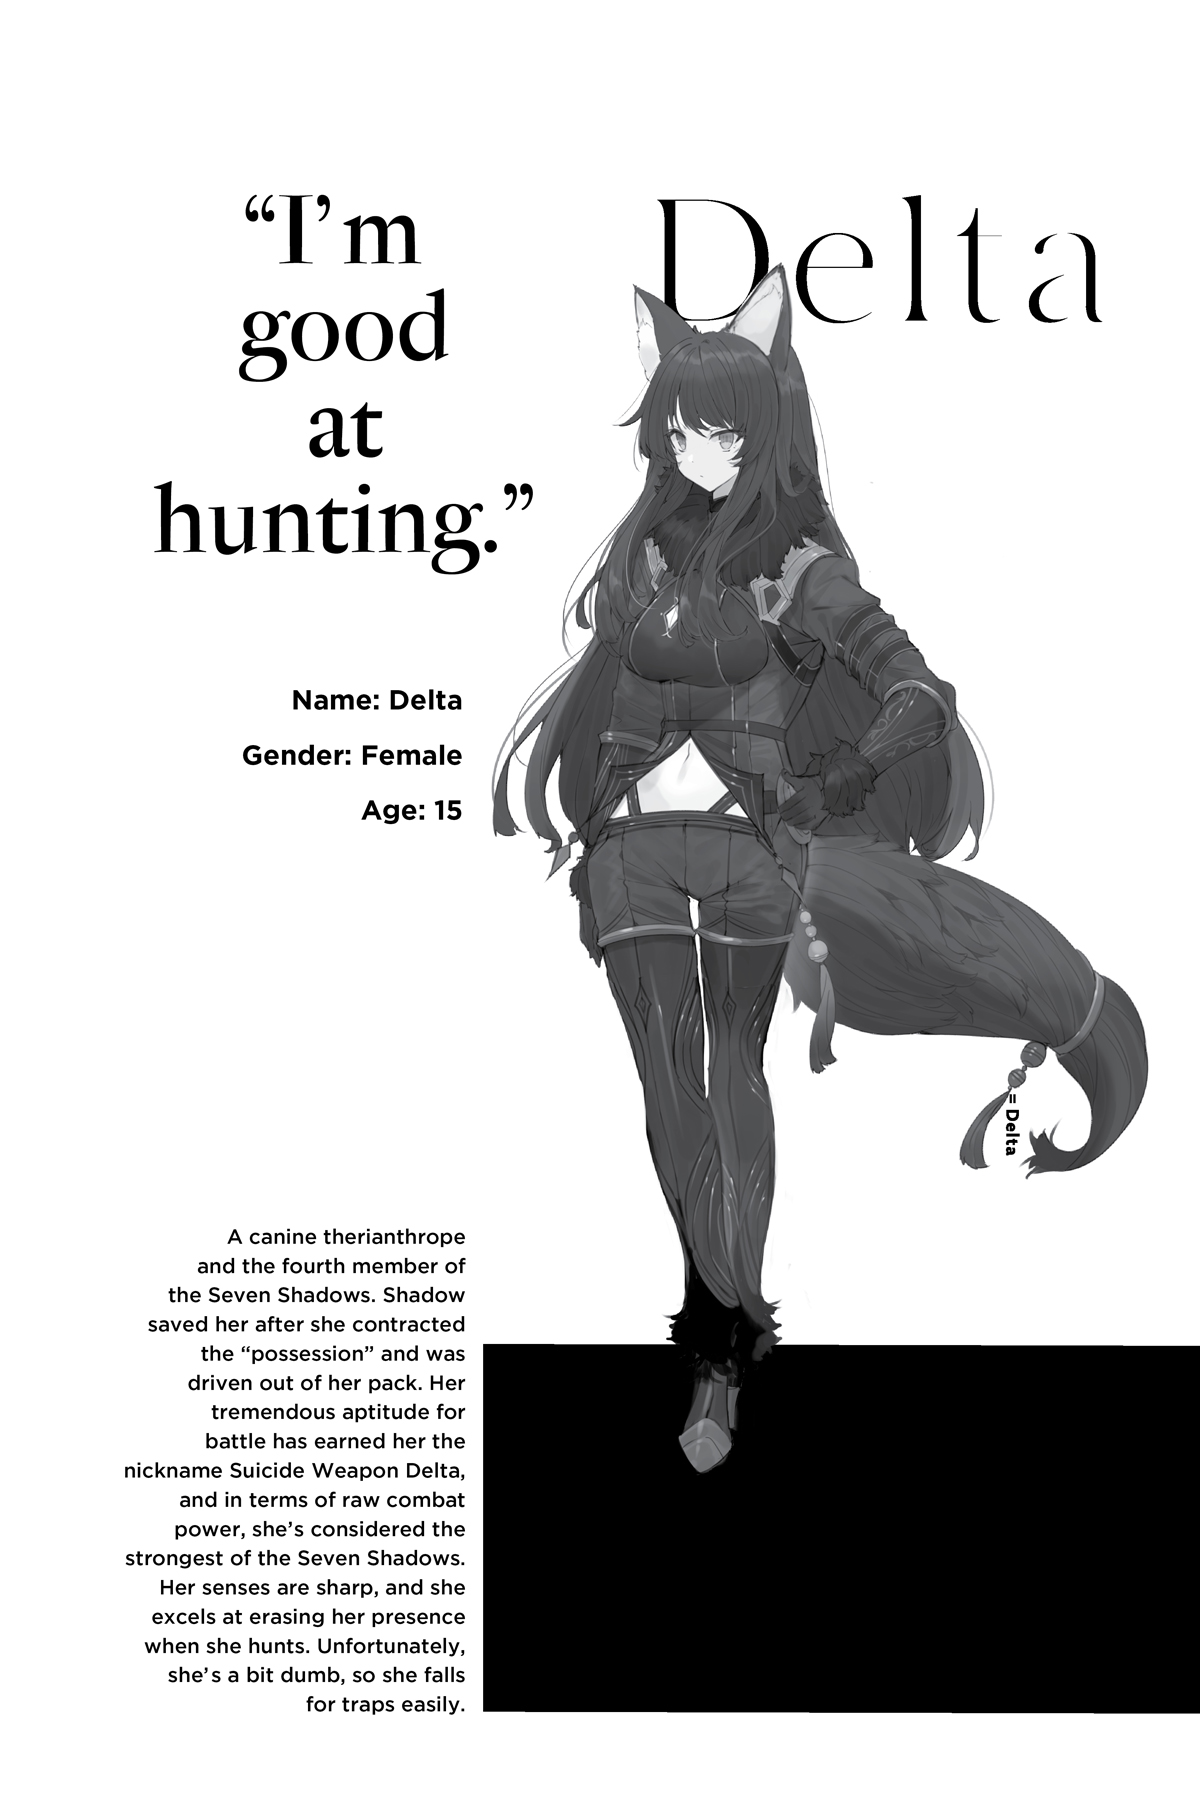 “I’m
good
at
hunting.”
Delta
Name: Delta
Gender: Female
Age: 15
= Delta
A canine therianthrope
and the fourth member of
the Seven Shadows. Shadow
saved her after she contracted
the “possession” and was
driven out of her pack. Her
tremendous aptitude for
battle has earned her the
nickname Suicide Weapon Delta,
and in terms of raw combat
power, she’s considered the
strongest of the Seven Shadows.
Her senses are sharp, and she
excels at erasing her presence
when she hunts. Unfortunately,
she’s a bit dumb, so she falls
for traps easily.